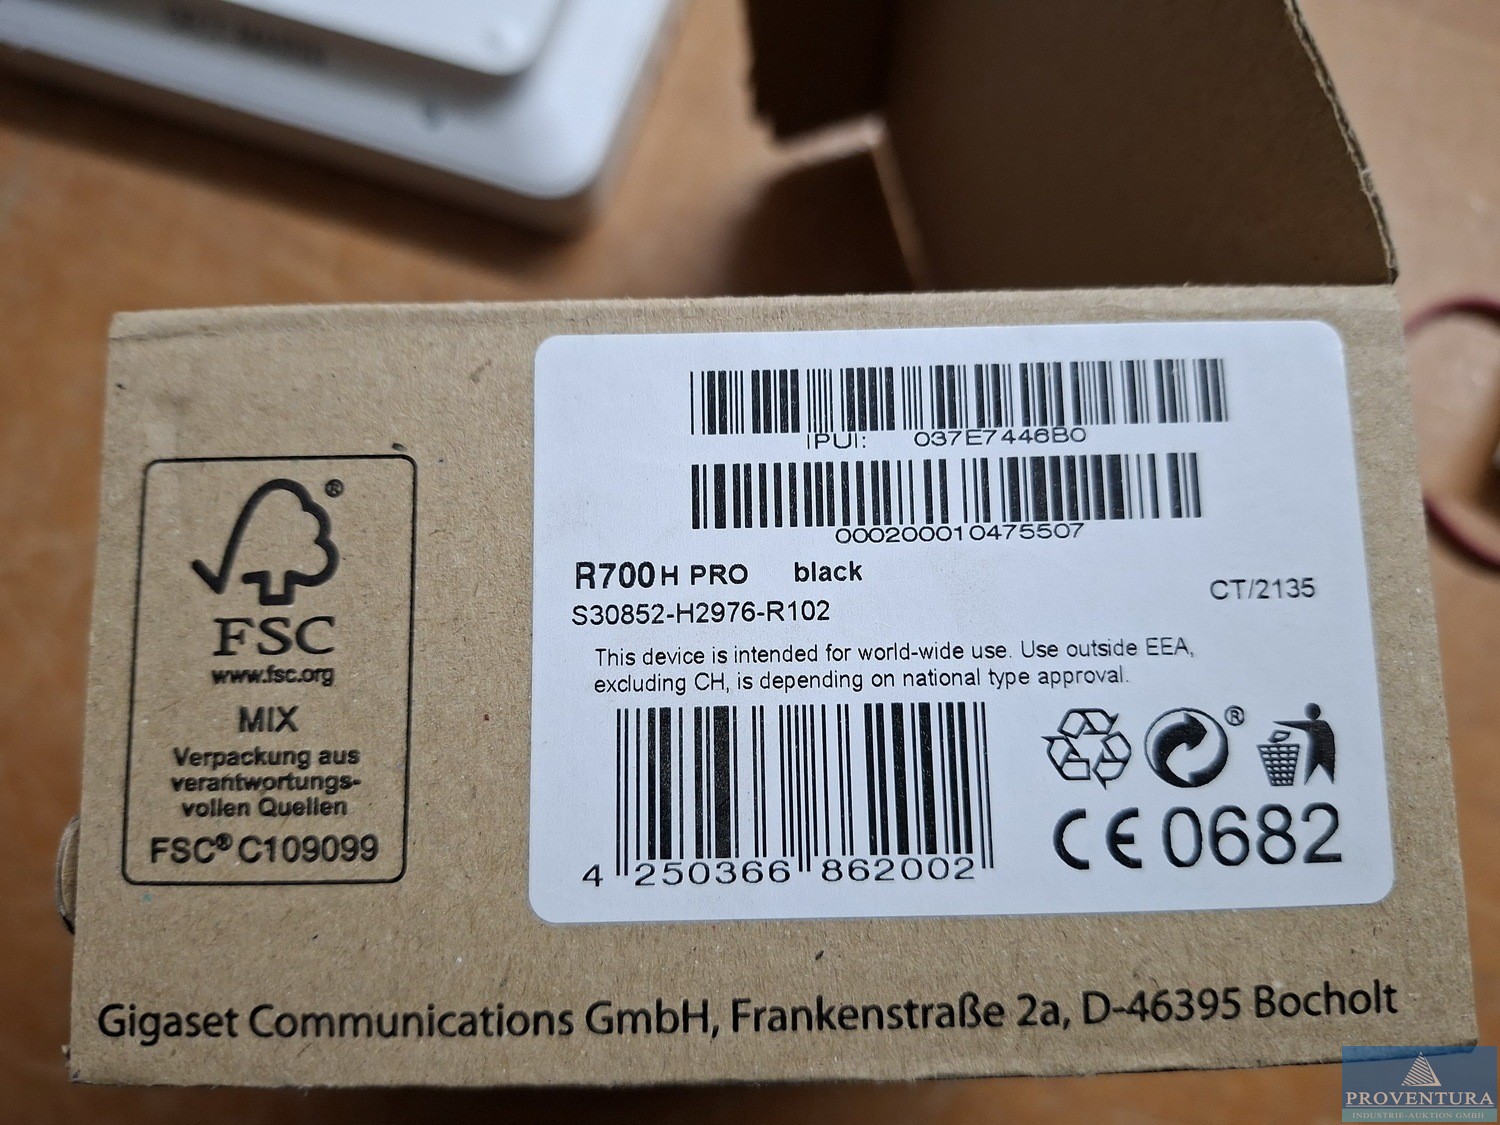 IPUI: 037E7446B0
000200010475507
R700H PRO black
CT/2135
S30852-H2976-R102
This device is intended for world-wide use. Use outside EEA,
excluding CH, is depending on national type approval.
4 250366 862002
®
CE 0682
®
FSC
www.fsc.org
MIX
Verpackung aus
verantwortungs-
vollen Quellen
FSC® C109099
Gigaset Communications GmbH, Frankenstraße 2a, D-46395 Bocholt
PROVENTURA
INDUSTRIE-AUKTION GMBH